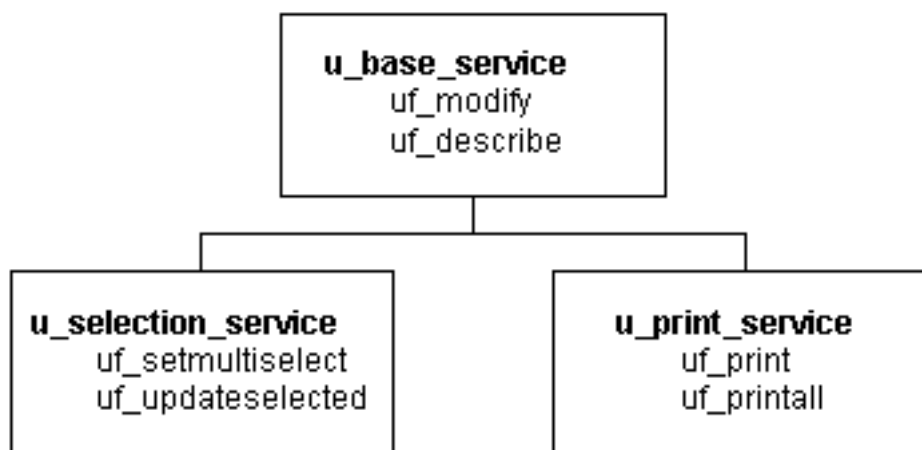 u_base_service
uf_modify
uf_describe
u_selection_service
uf_setmultiselect
uf_updateselected
u_print_service
uf_print
uf_printall